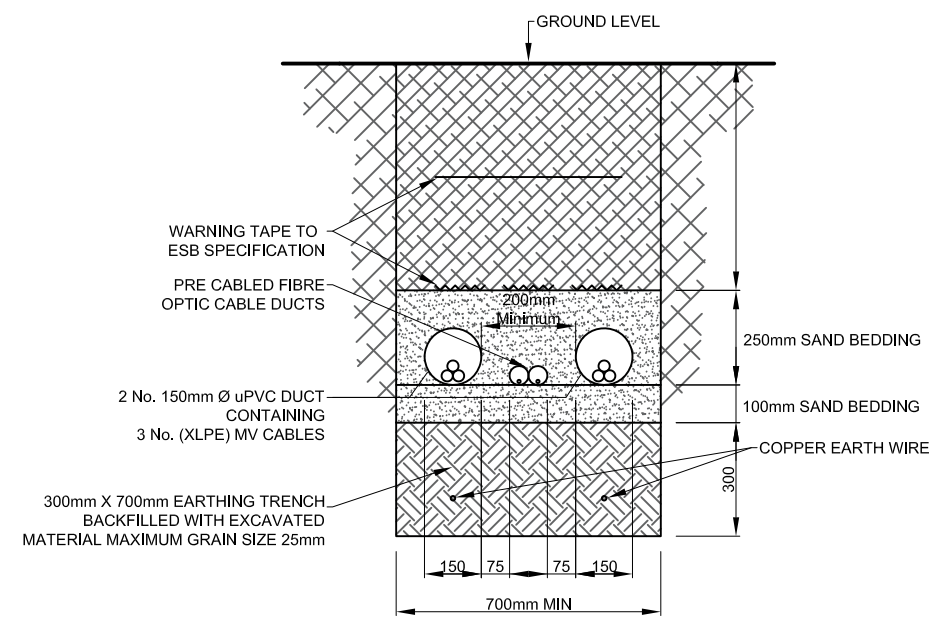 GROUND LEVEL
WARNING TAPE TO
ESB SPECIFICATION
PRE CABLED FIBRE
OPTIC CABLE DUCTS
200mm
Minimum
250mm SAND BEDDING
2 No. 150mm Ø uPVC DUCT
CONTAINING
3 No. (XLPE) MV CABLES
100mm SAND BEDDING
COPPER EARTH WIRE
300
300mm X 700mm EARTHING TRENCH
BACKFILLED WITH EXCAVATED
MATERIAL MAXIMUM GRAIN SIZE 25mm
150 75 75 150
700mm MIN